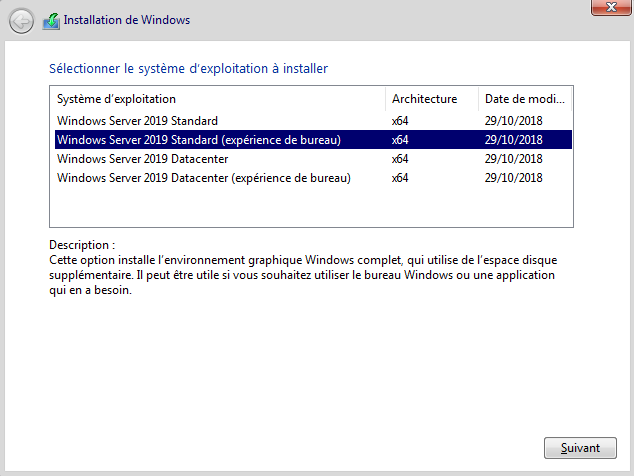 Installation de Windows
Sélectionner le système d'exploitation à installer
Système d'exploitation Architecture Date de modi...
Windows Server 2019 Standard x64 29/10/2018
Windows Server 2019 Standard (expérience de bureau) x64 29/10/2018
Windows Server 2019 Datacenter x64 29/10/2018
Windows Server 2019 Datacenter (expérience de bureau) x64 29/10/2018
Description :
Cette option installe l'environnement graphique Windows complet, qui utilise de l'espace disque
supplémentaire. Il peut être utile si vous souhaitez utiliser le bureau Windows ou une application
qui en a besoin.
Suivant